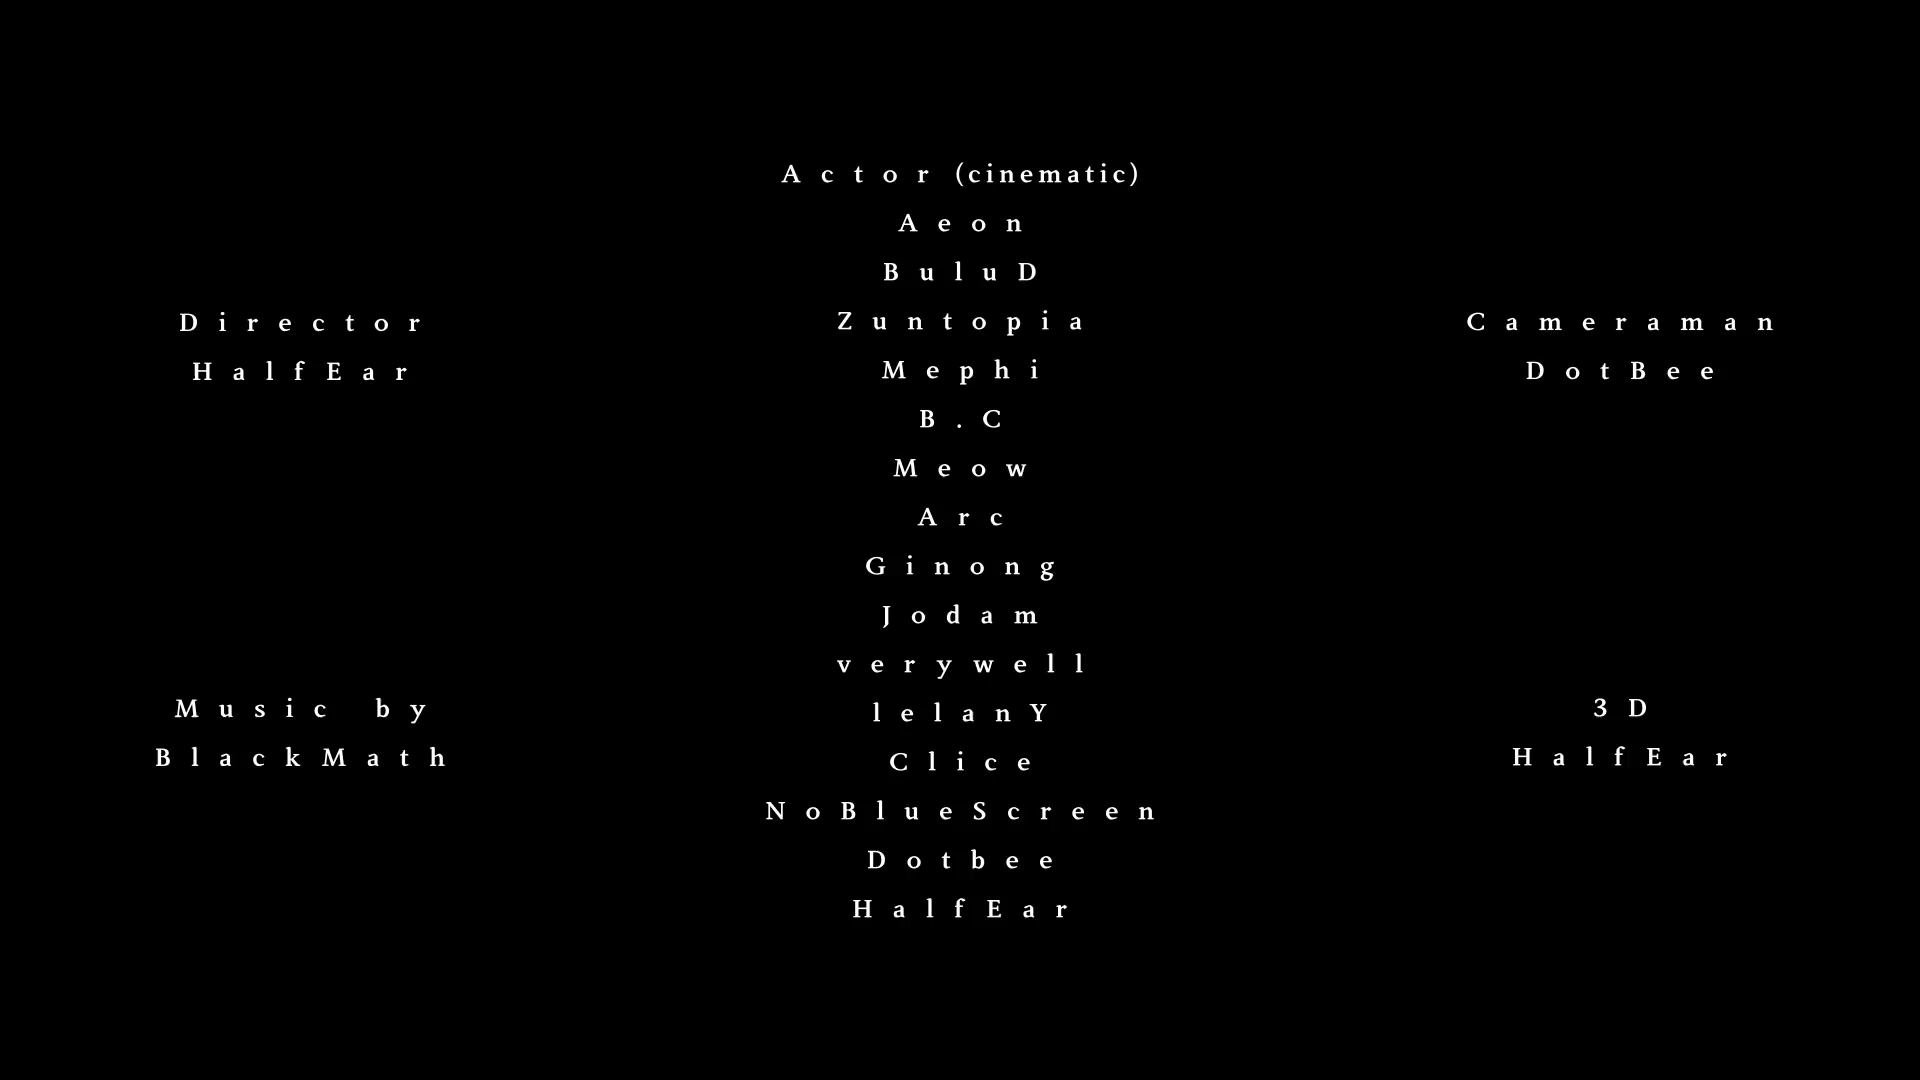 Director
HalfEar
Music by
BlackMath
Actor (cinematic)
Aeon
BuluD
Zuntopia
Mephi
B.C
Meow
Arc
Ginong
Jodam
verywell
lelanY
Clice
NoBlueScreen
Dotbee
HalfEar
Cameraman
DotBee
3D
HalfEar